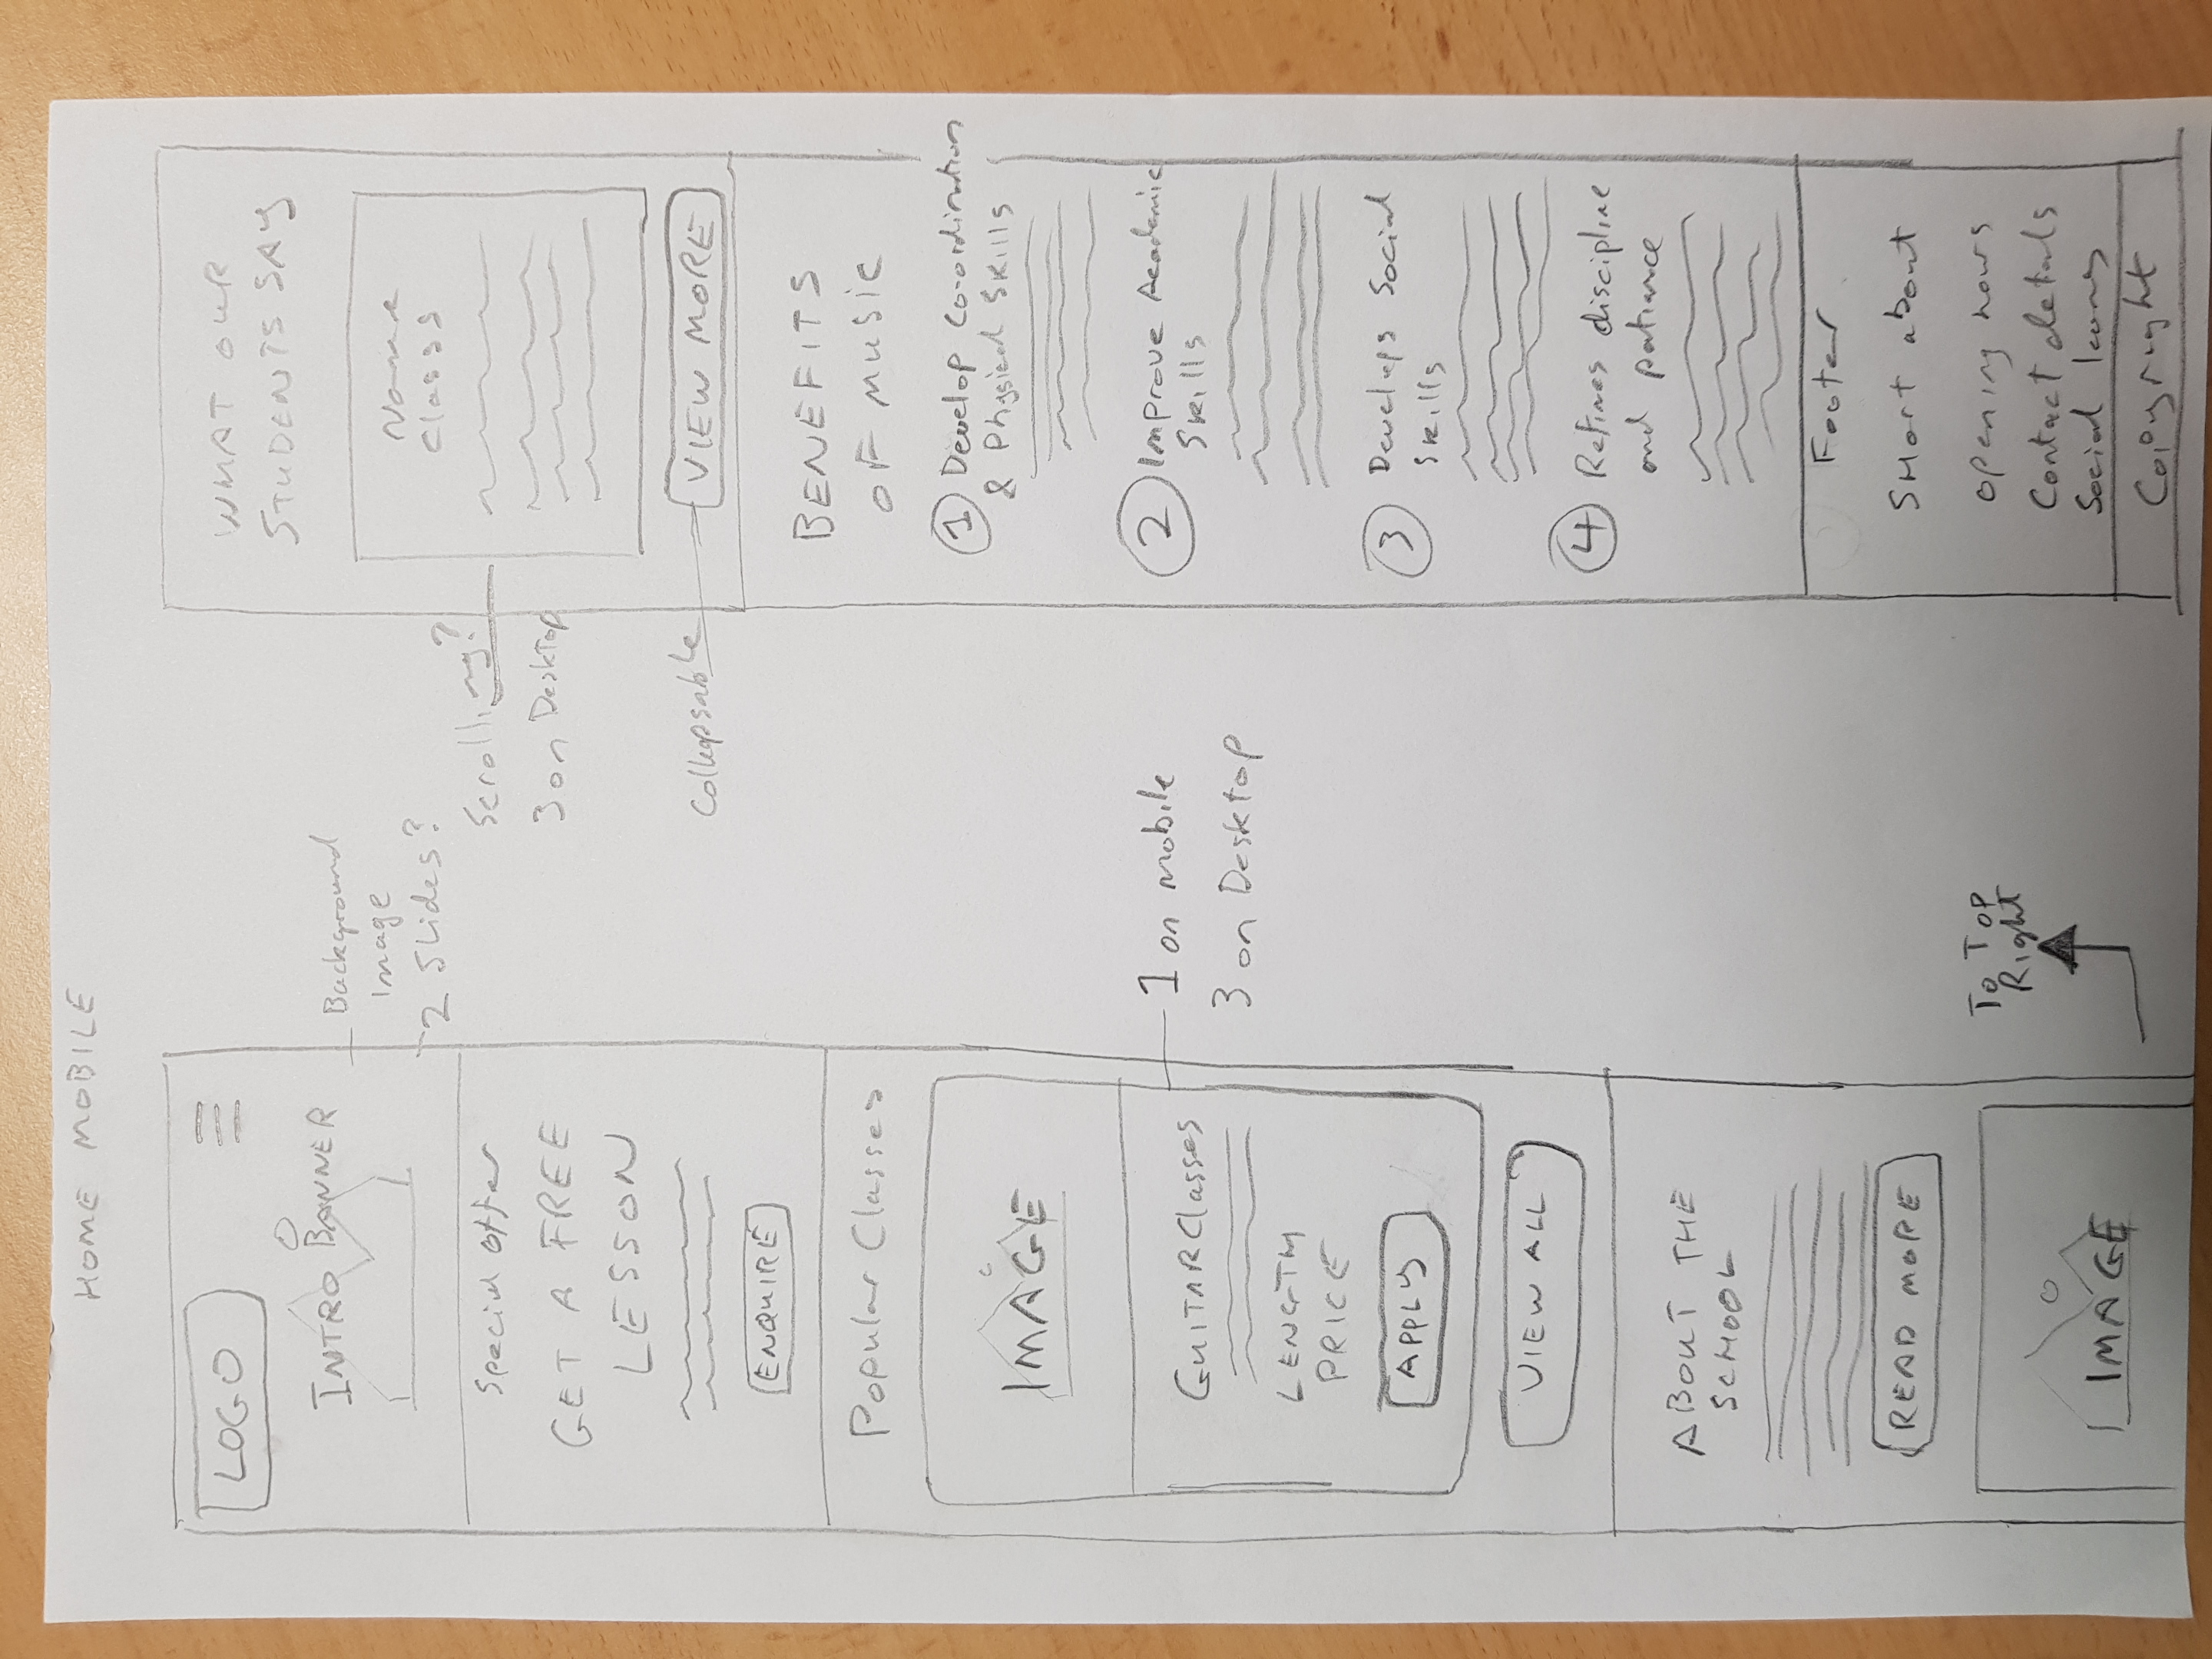 HOME MOBILE
LOGO
INTRO BANNER
Background
Image
2 Slides?
Special Offer
GET A FREE
LESSON
ENQUIRE
Popular Classes
IMAGE
GUITAR Classes
LENGTH
PRICE
APPLY
1 on mobile
3 on Desktop
VIEW ALL
ABOUT THE
SCHOOL
READ MORE
IMAGE
To Top
Right
WHAT OUR
STUDENTS SAY
Name
Classs
Scrolling?
3 on Desktop
Collapsable
VIEW MORE
BENEFITS
OF MUSIC
1 Develop Co-ordination
& Physical Skills
2 Improve Academic
Skills
3 Develops Social
Skills
4 Refines discipline
and patiance
Footer
SHort about
opening hours
Contact details
Social Icons
Copyright